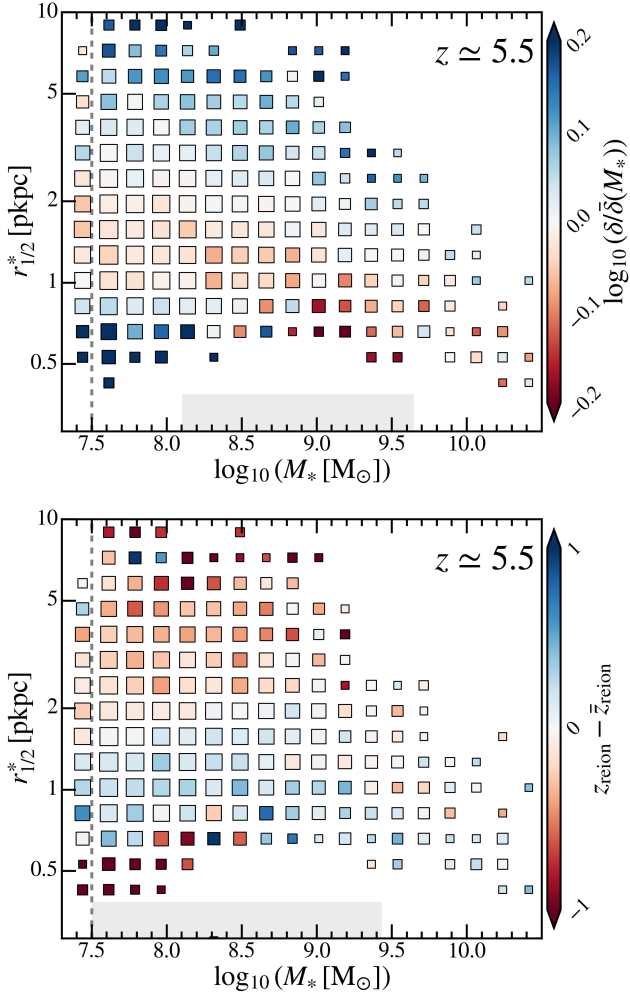 10
5
2
1
0.5
r*1/2 [pkpc]
z ≃ 5.5
7.5 8.0 8.5 9.0 9.5 10.0
log10 (M* [M⊙])
0.2
0.1
0.0
−0.1
−0.2
log10 (δ/δ̄(M*))
10
5
2
1
0.5
r*1/2 [pkpc]
z ≃ 5.5
7.5 8.0 8.5 9.0 9.5 10.0
log10 (M* [M⊙])
1
0
−1
zreion − z̄reion